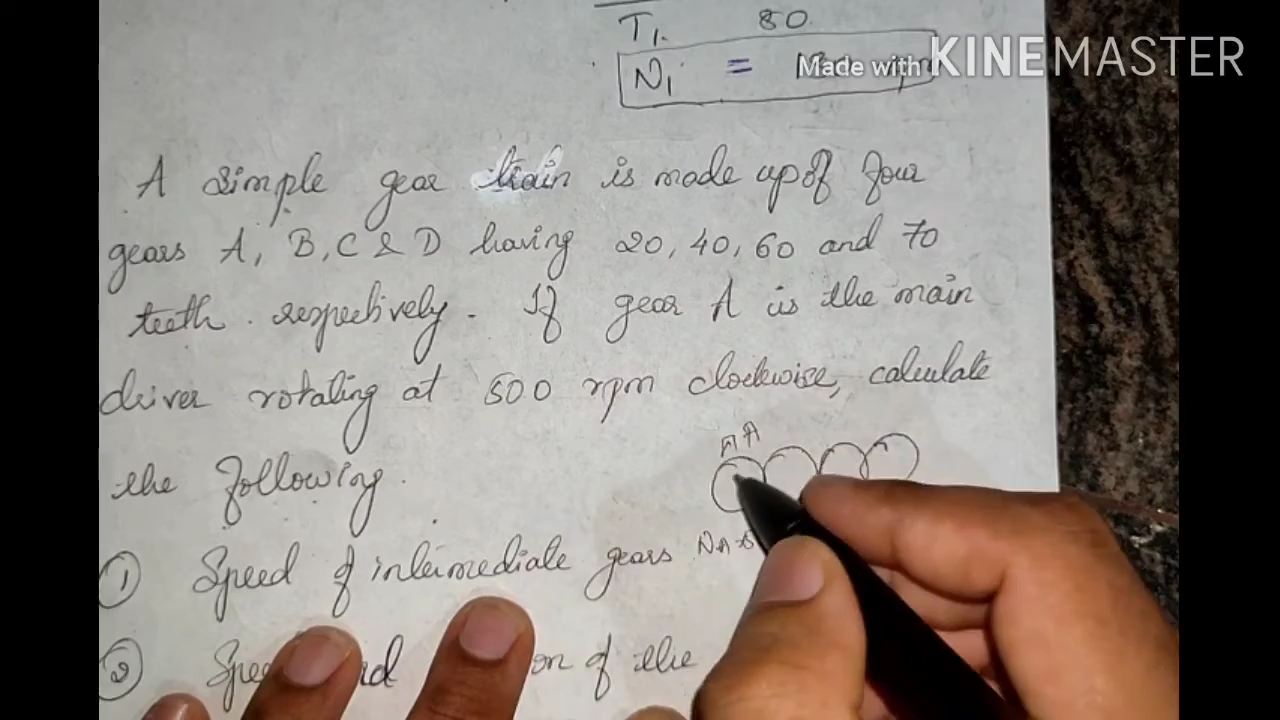 T1. 80
N1 =
Made with KINEMASTER
A simple gear train is made up of four
gears A, B, C & D having 20, 40, 60 and 70
teeth. respectively. If gear A is the main
driver rotating at 500 rpm clockwise, calculate
the following.
A A
① Speed of intermediate gears NA
② of the